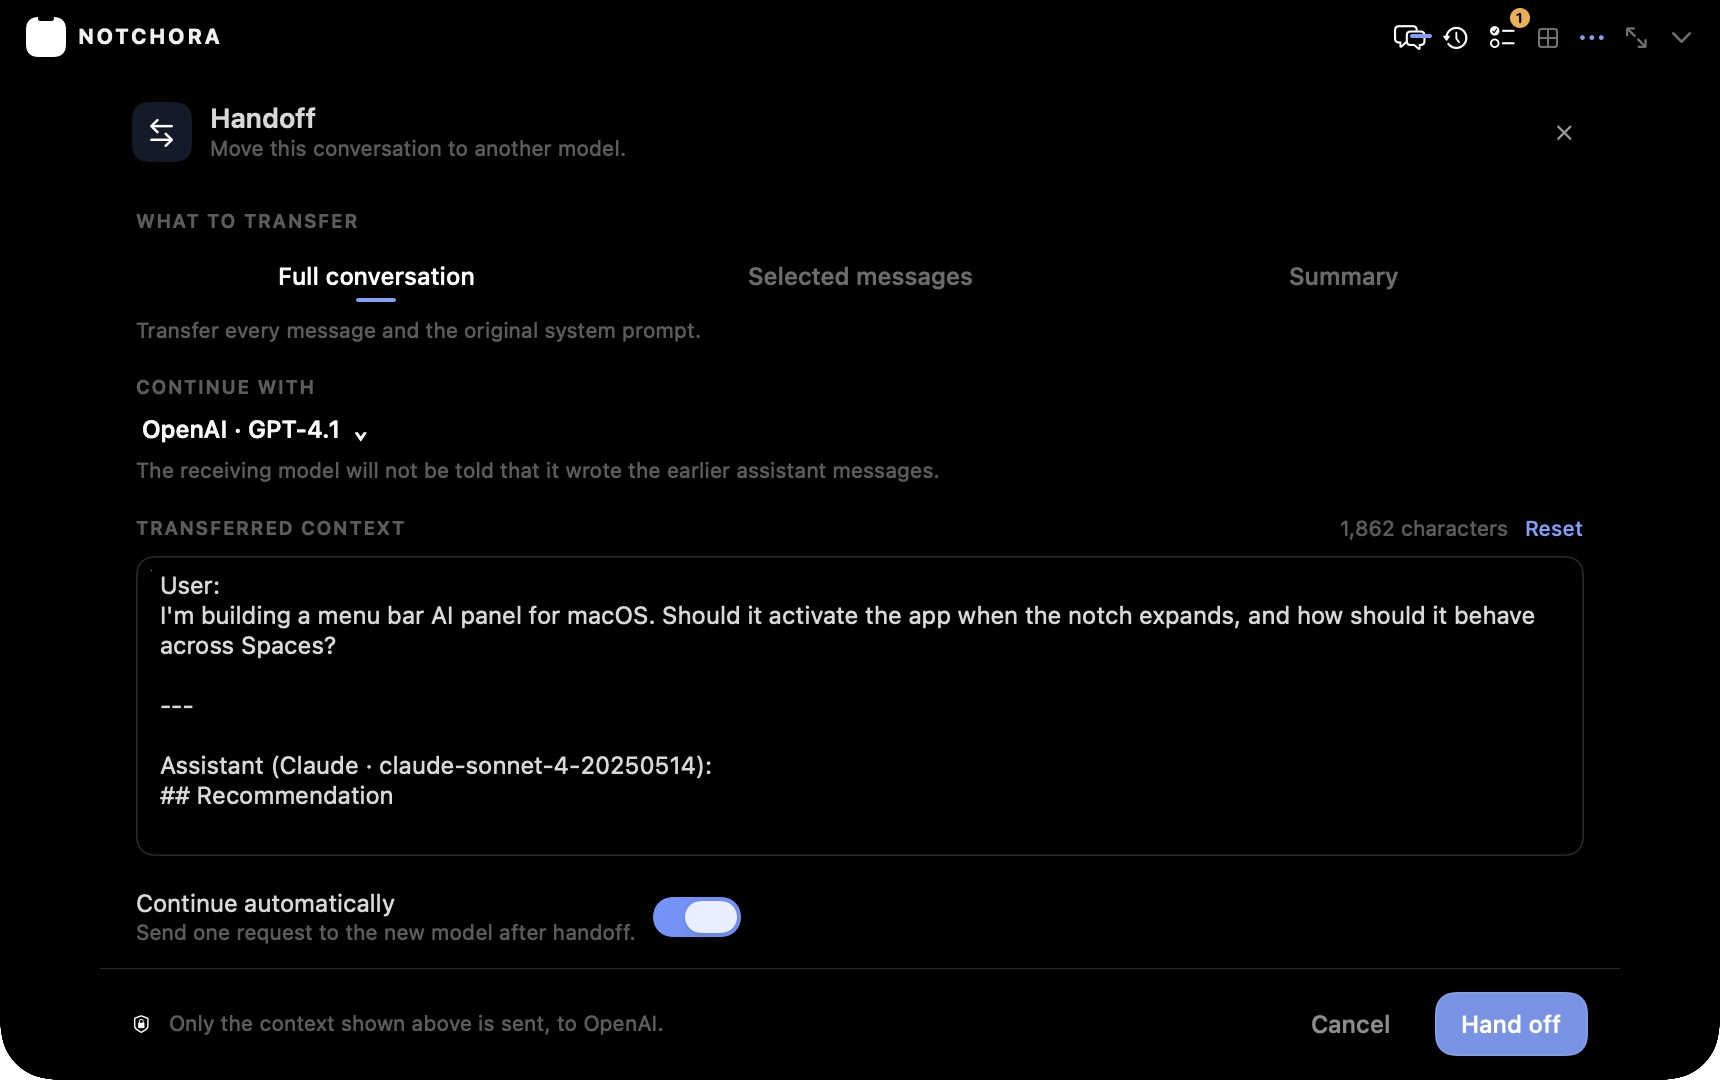 NOTCHORA
1
Handoff
Move this conversation to another model.
WHAT TO TRANSFER
Full conversation
Selected messages
Summary
Transfer every message and the original system prompt.
CONTINUE WITH
OpenAI · GPT-4.1
The receiving model will not be told that it wrote the earlier assistant messages.
TRANSFERRED CONTEXT
1,862 characters
Reset
User:
I'm building a menu bar AI panel for macOS. Should it activate the app when the notch expands, and how should it behave
across Spaces?
---
Assistant (Claude · claude-sonnet-4-20250514):
## Recommendation
Continue automatically
Send one request to the new model after handoff.
Only the context shown above is sent, to OpenAI.
Cancel
Hand off